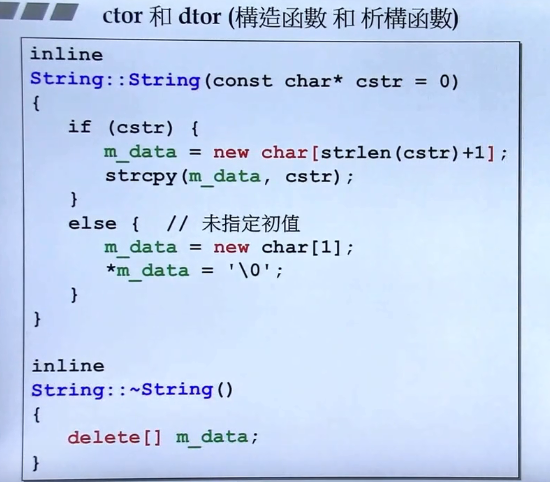 ctor 和 dtor (構造函數 和 析構函數)
inline
String::String(const char* cstr = 0)
{
if (cstr) {
m_data = new char[strlen(cstr)+1];
strcpy(m_data, cstr);
}
else { // 未指定初值
m_data = new char[1];
*m_data = '\0';
}
}
inline
String::~String()
{
delete[] m_data;
}